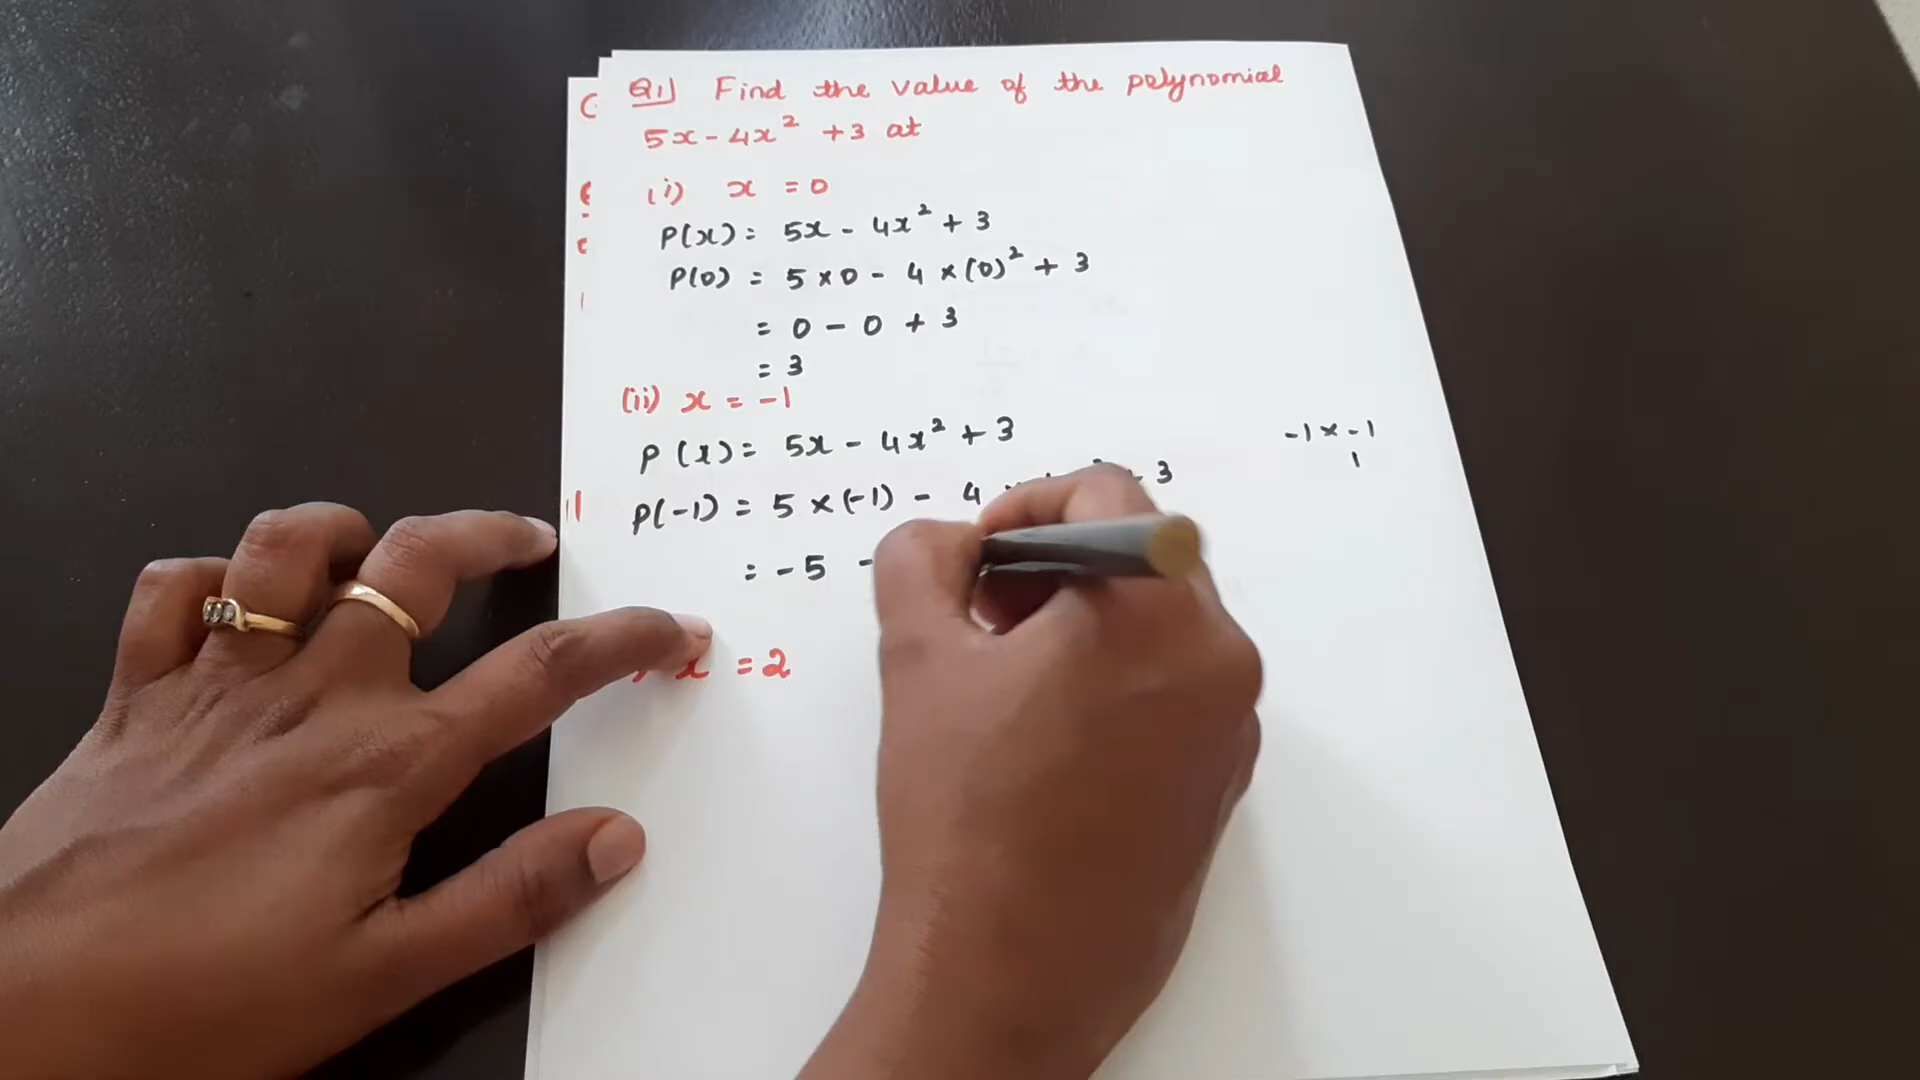 Q1) Find the value of the polynomial
5x - 4x² + 3 at
(i) x = 0
P(x) = 5x - 4x² + 3
P(0) = 5 × 0 - 4 × (0)² + 3
= 0 - 0 + 3
= 3
(ii) x = -1
P(x) = 5x - 4x² + 3
-1 × -1
1
P(-1) = 5 × (-1) - 4 3
= -5 -
x = 2